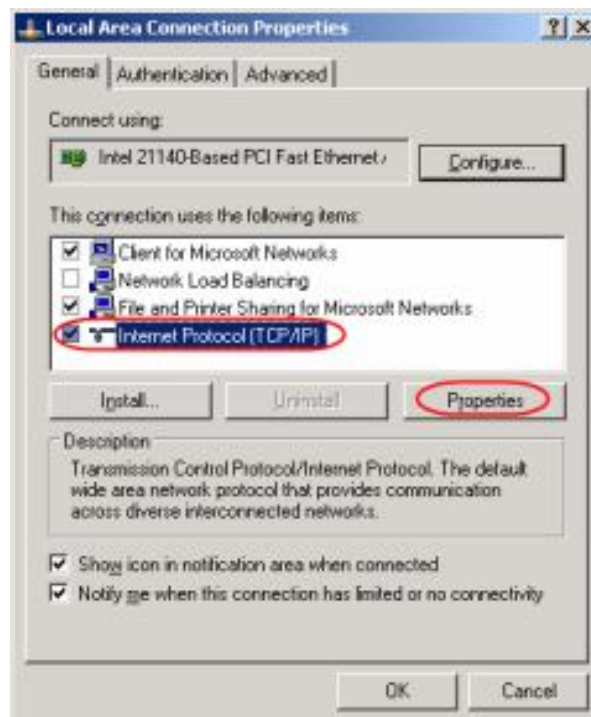 Local Area Connection Properties
General Authentication Advanced
Connect using:
Intel 21140-Based PCI Fast Ethernet
Configure...
This connection uses the following items:
Client for Microsoft Networks
Network Load Balancing
File and Printer Sharing for Microsoft Networks
Internet Protocol (TCP/IP)
Install... Uninstall Properties
Description
Transmission Control Protocol/Internet Protocol. The default
wide area network protocol that provides communication
across diverse interconnected networks.
Show icon in notification area when connected
Notify me when this connection has limited or no connectivity
OK Cancel